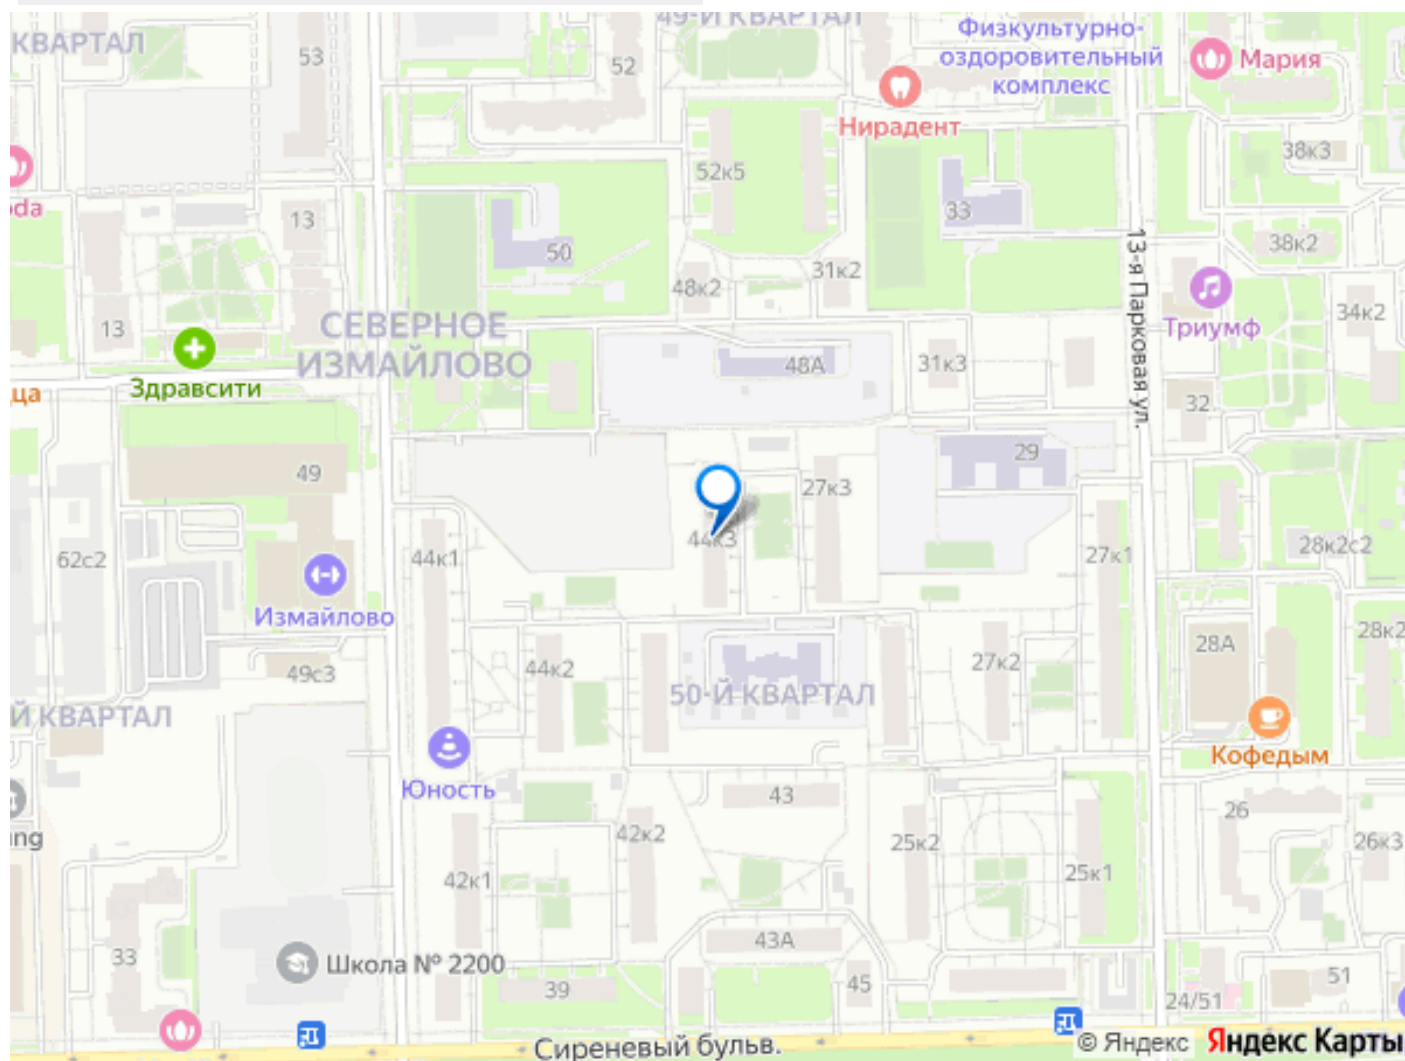 49-Й КВАРТАЛ
КВАРТАЛ
53
52
Физкультурно-
оздоровительный
комплекс
Мария
Нирадент
52к5
38к3
oda
13
33
50
38к2
13-я Парковая ул.
31к2
48к2
34к2
13
СЕВЕРНОЕ
ИЗМАЙЛОВО
Триумф
Здравсити
ца
48А
31к3
32
49
29
27к3
44к3
62с2
44к1
27к1
28к2с2
Измайлово
28А
28к2
49с3
44к2
27к2
50-Й КВАРТАЛ
Й КВАРТАЛ
Юность
Кофедым
43
26
ing
42к2
25к2
26к3
42к1
25к1
43А
33
Школа № 2200
39
45
51
24/51
Сиреневый бульв.
© Яндекс
Яндекс Карты